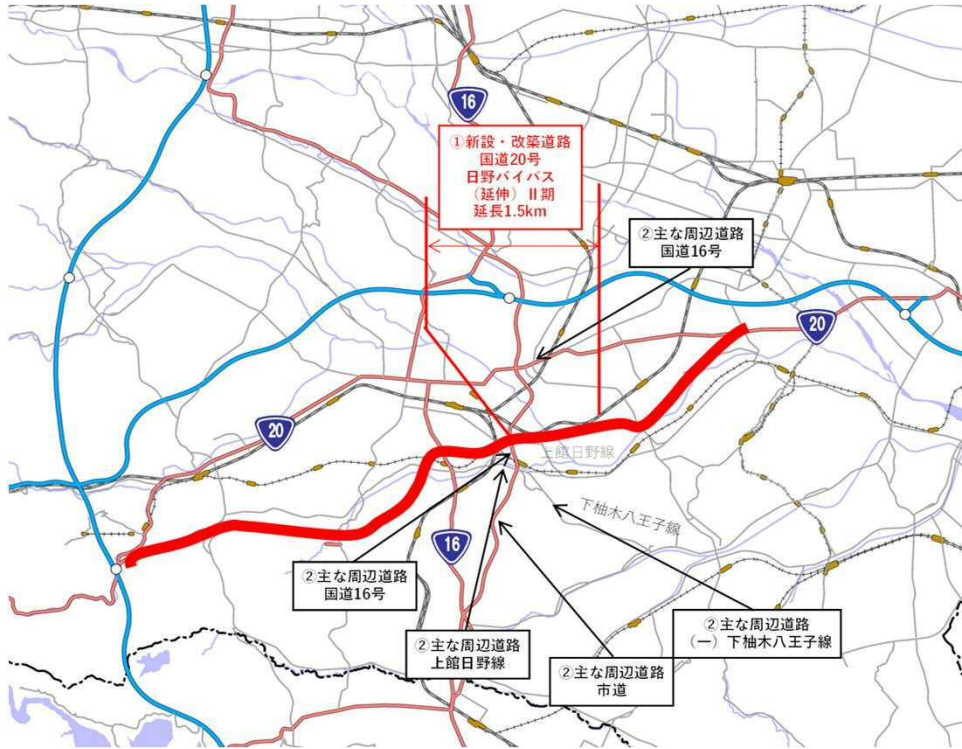 16
①新設・改築道路
国道20号
日野バイパス
（延伸）Ⅱ期
延長1.5km
②主な周辺道路
国道16号
20
20
上館日野線
下柚木八王子線
16
②主な周辺道路
国道16号
②主な周辺道路
上館日野線
②主な周辺道路
市道
②主な周辺道路
（一）下柚木八王子線